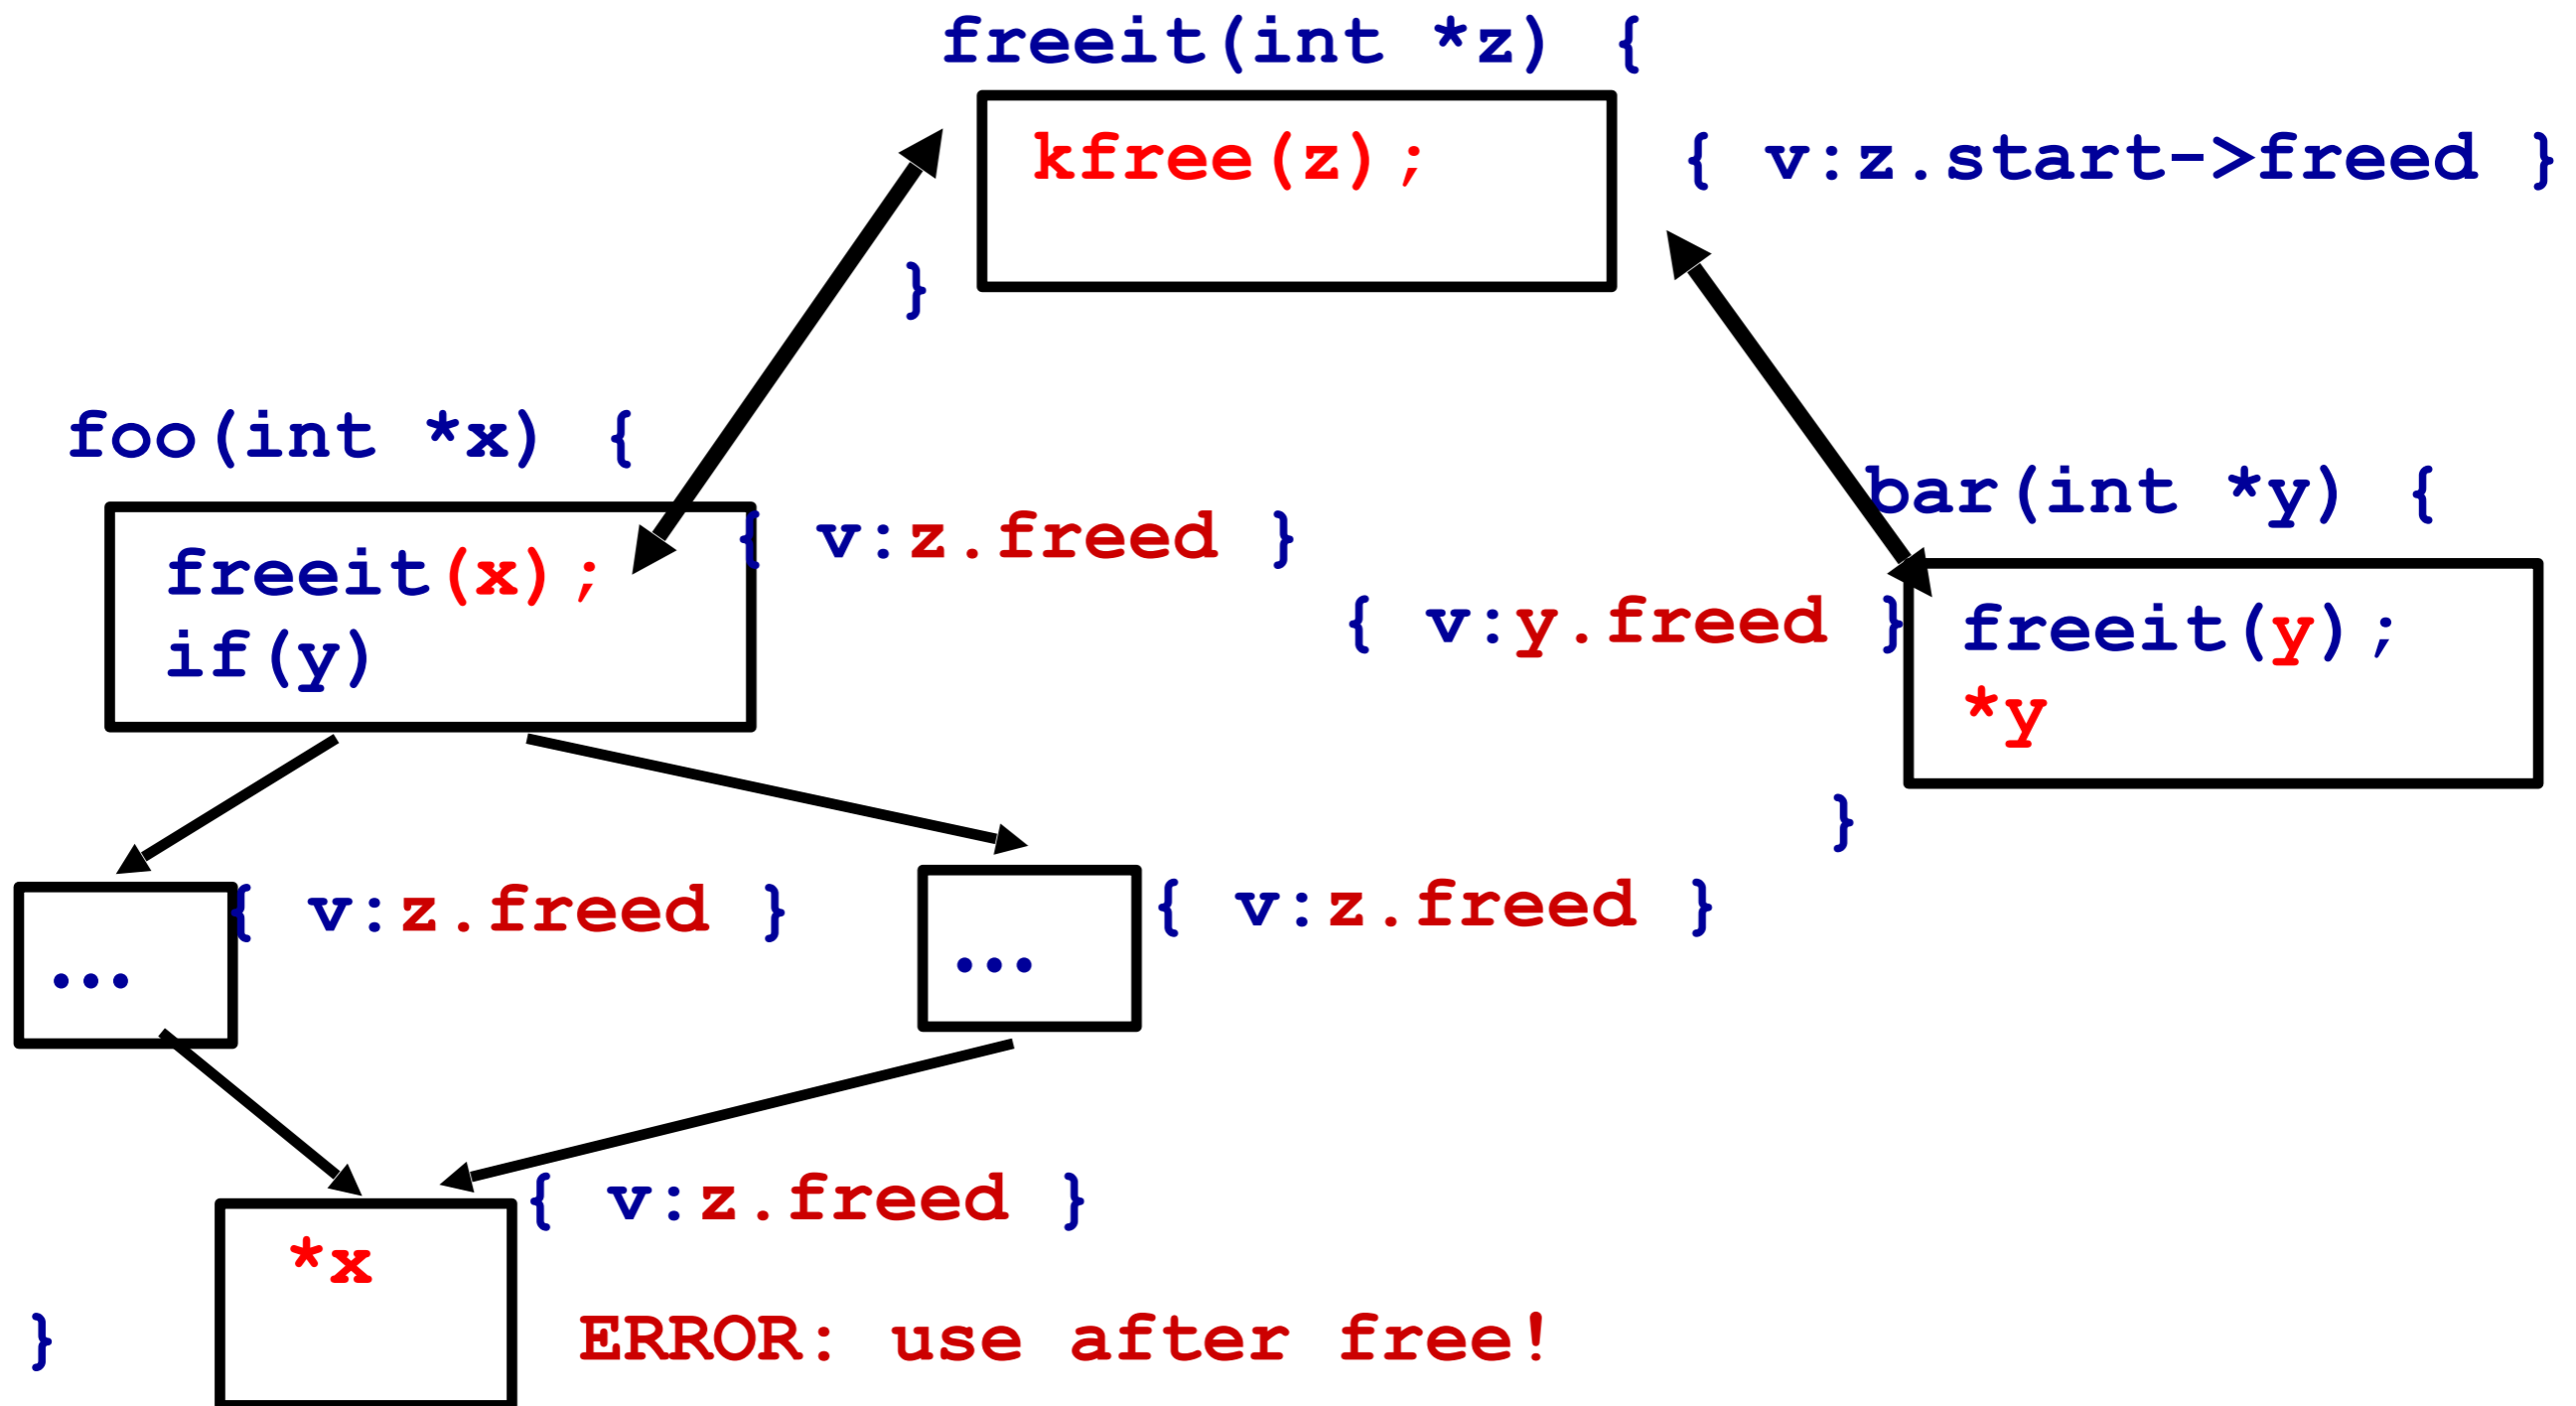 freeit(int *z) {
kfree(z);
{ v:z.start->freed }
}
foo(int *x) {
{ v:z.freed }
freeit(x);
if(y)
bar(int *y) {
{ v:y.freed }
freeit(y);
*y
}
{ v:z.freed }
...
{ v:z.freed }
...
{ v:z.freed }
*x
}
ERROR: use after free!